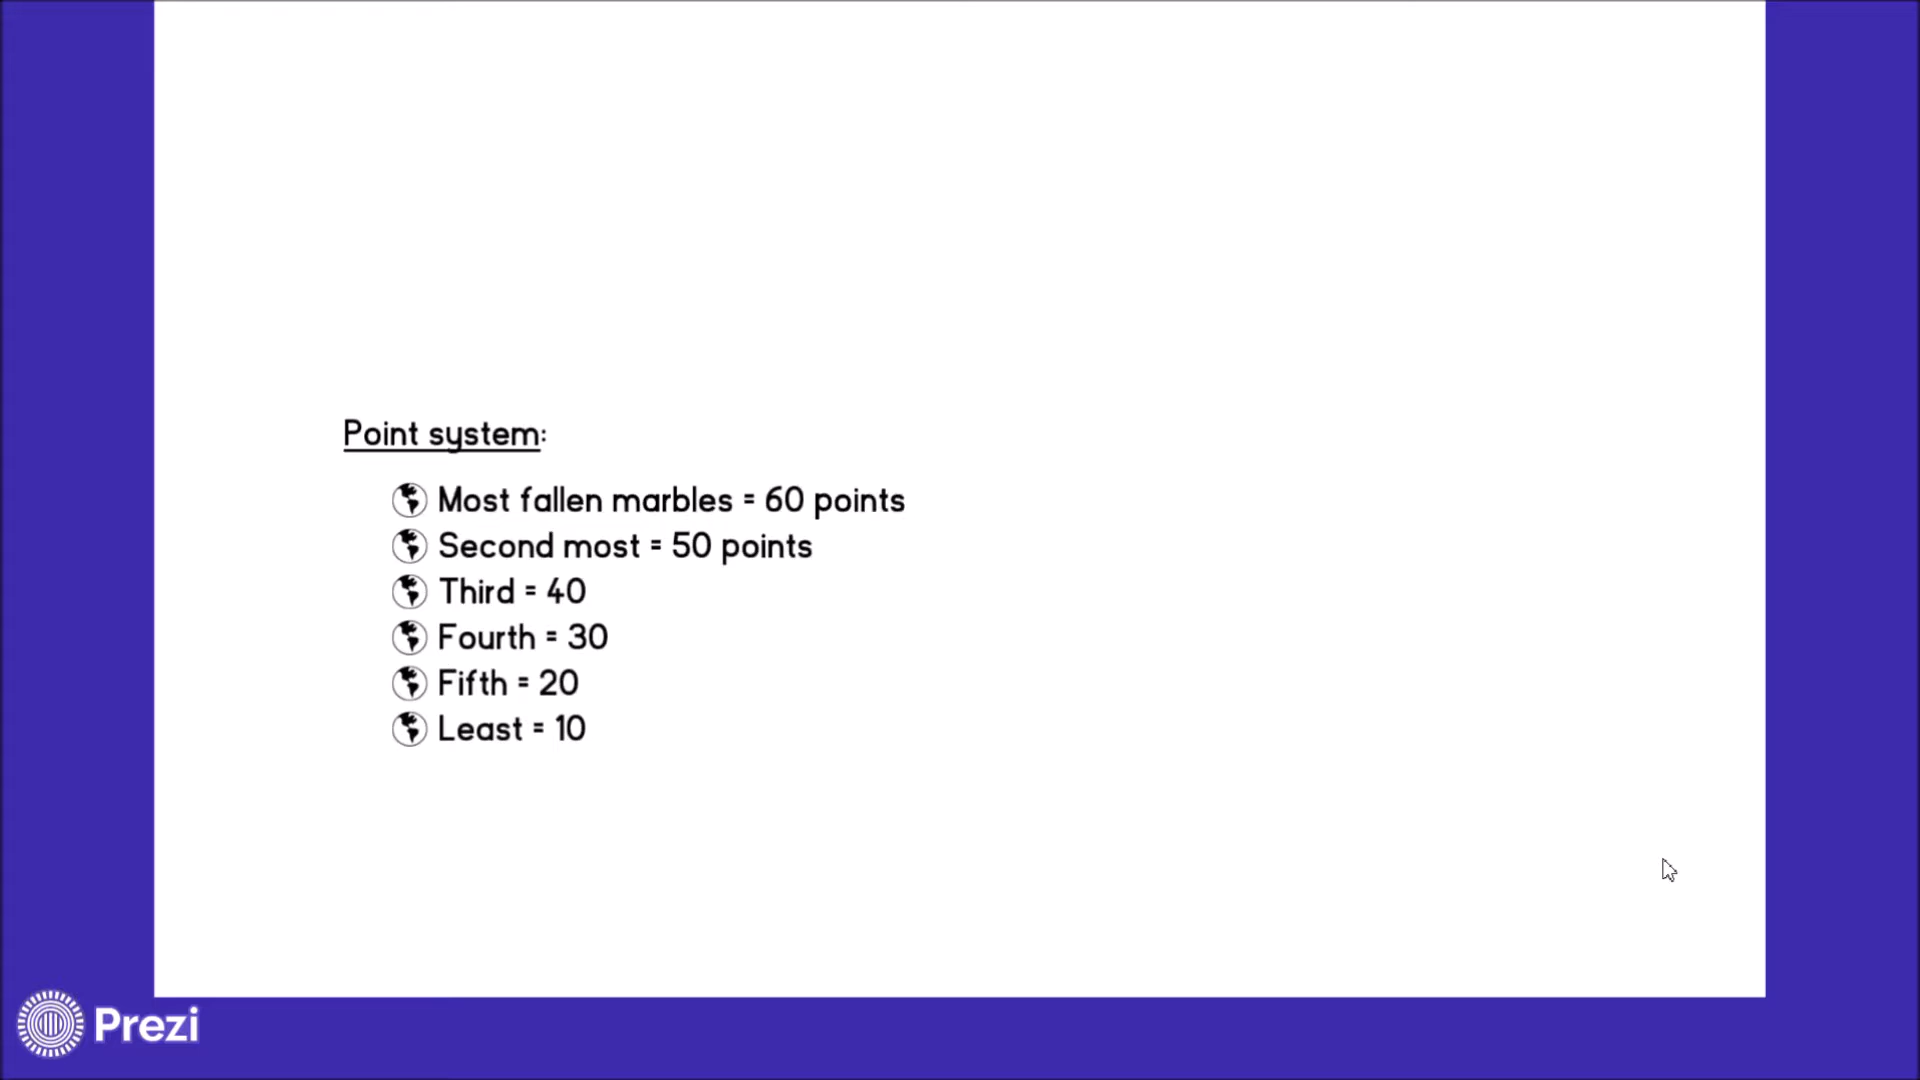 Point system:
Most fallen marbles = 60 points
Second most = 50 points
Third = 40
Fourth = 30
Fifth = 20
Least = 10
Prezi